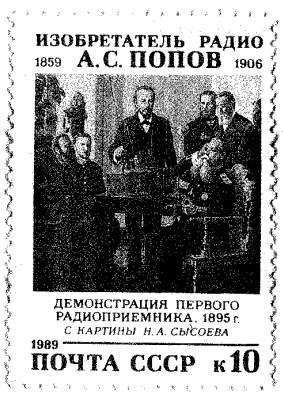 ИЗОБРЕТАТЕЛЬ РАДИО
1859 А.С. ПОПОВ 1906
ДЕМОНСТРАЦИЯ ПЕРВОГО
РАДИОПРИЕМНИКА, 1895 г.
С КАРТИНЫ Н. А. СЫСОЕВА
1989
ПОЧТА СССР к10